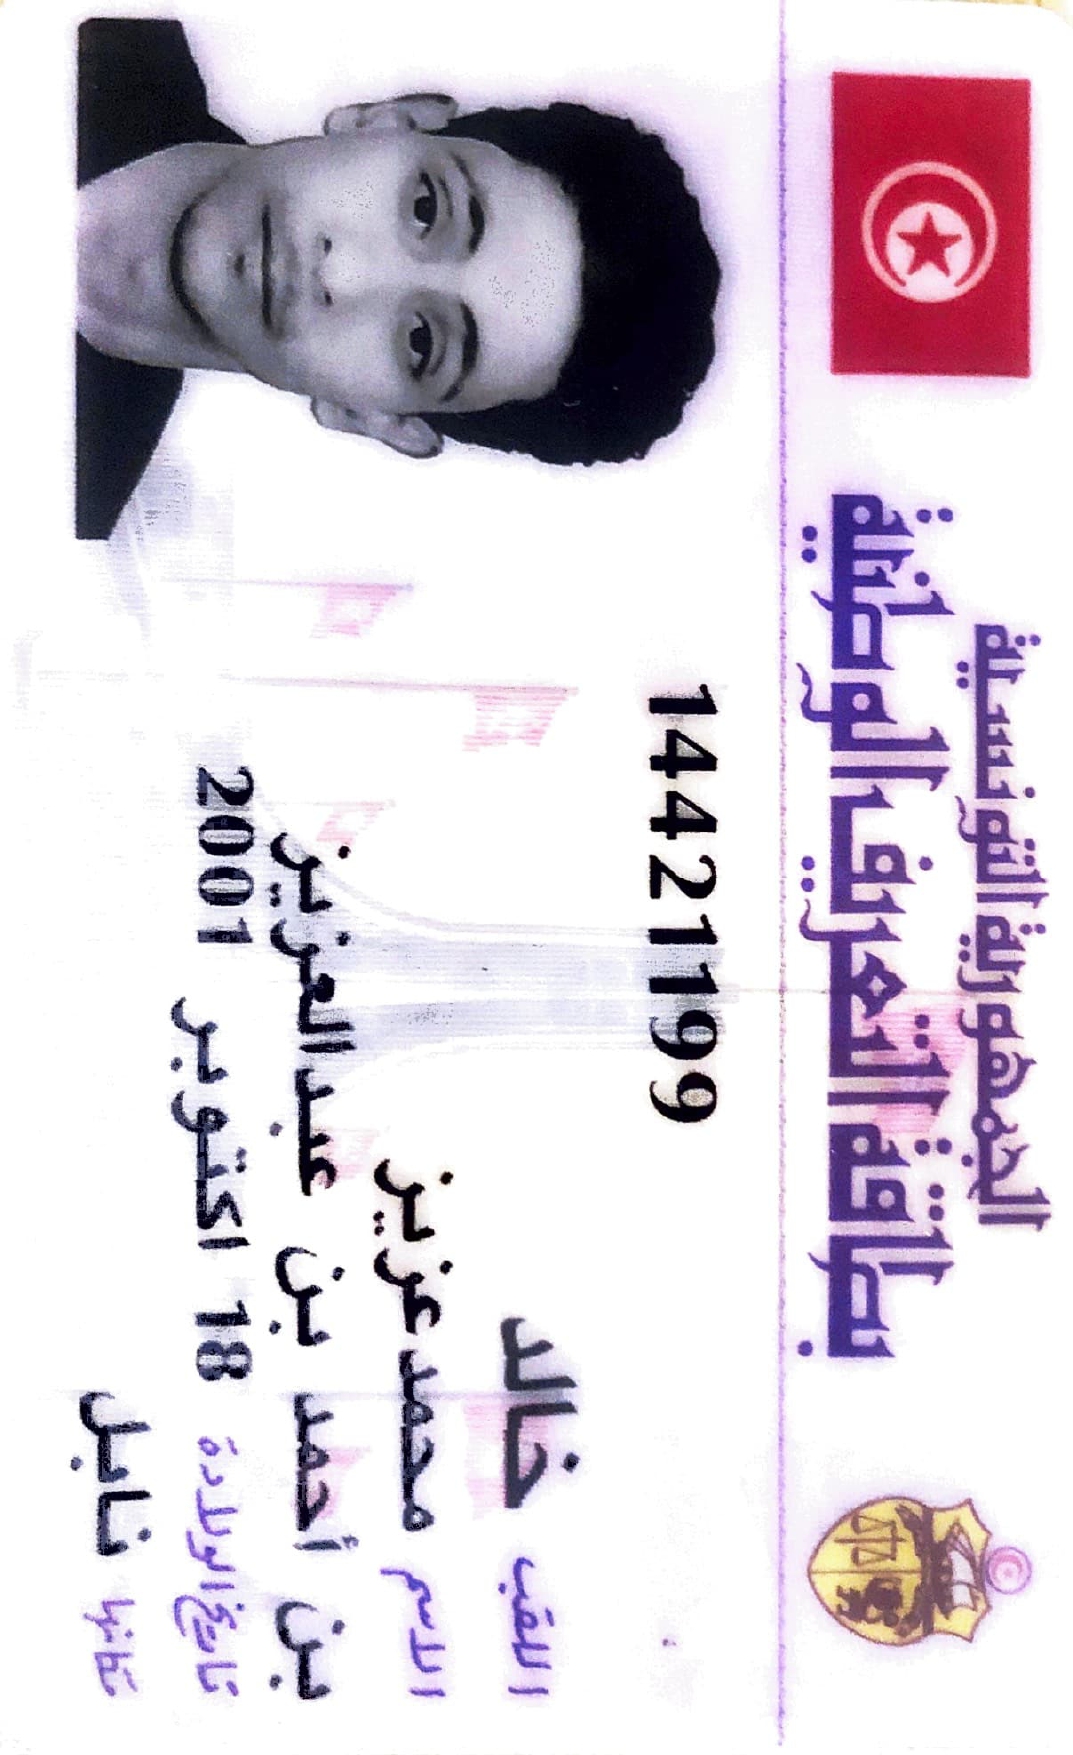 الجمهورية التونسية
بطاقة التعريف الوطنية
14421199
اللقب خالد
الاسم محمد عزيز
بن أحمد بن عبد العزيز
تاريخ الولادة 18 اكتوبر 2001
مكانها نابل